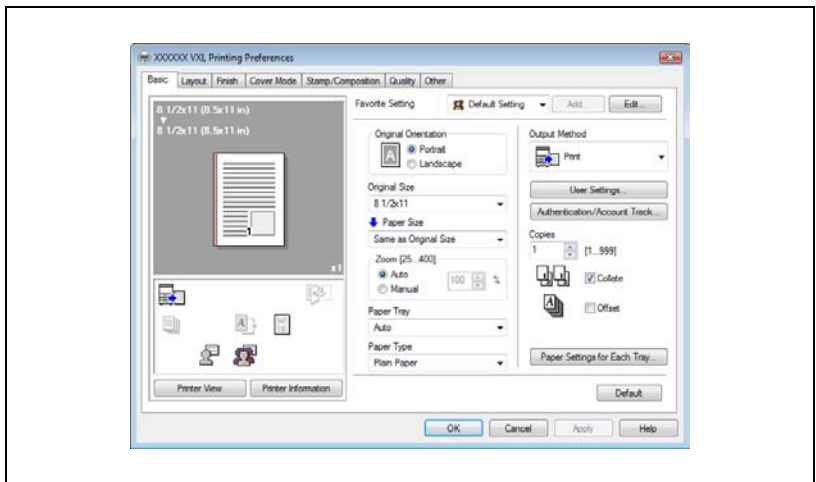 XXXXXX VXL Printing Preferences
Basic Layout Finish Cover Mode Stamp/Composition Quality Other
8 1/2x11 (8.5x11 in)
8 1/2x11 (8.5x11 in)
1
x1
Printer View Printer Information
Favorite Setting Default Setting Add... Edit...
Original Orientation
A Portrait
Landscape
Original Size
8 1/2x11
Paper Size
Same as Original Size
Zoom [25...400]
Auto
Manual
100 %
Paper Tray
Auto
Paper Type
Plain Paper
Output Method
Print
User Settings...
Authentication/Account Track...
Copies
1 [1...999]
Collate
Offset
Paper Settings for Each Tray...
Default
OK Cancel Apply Help